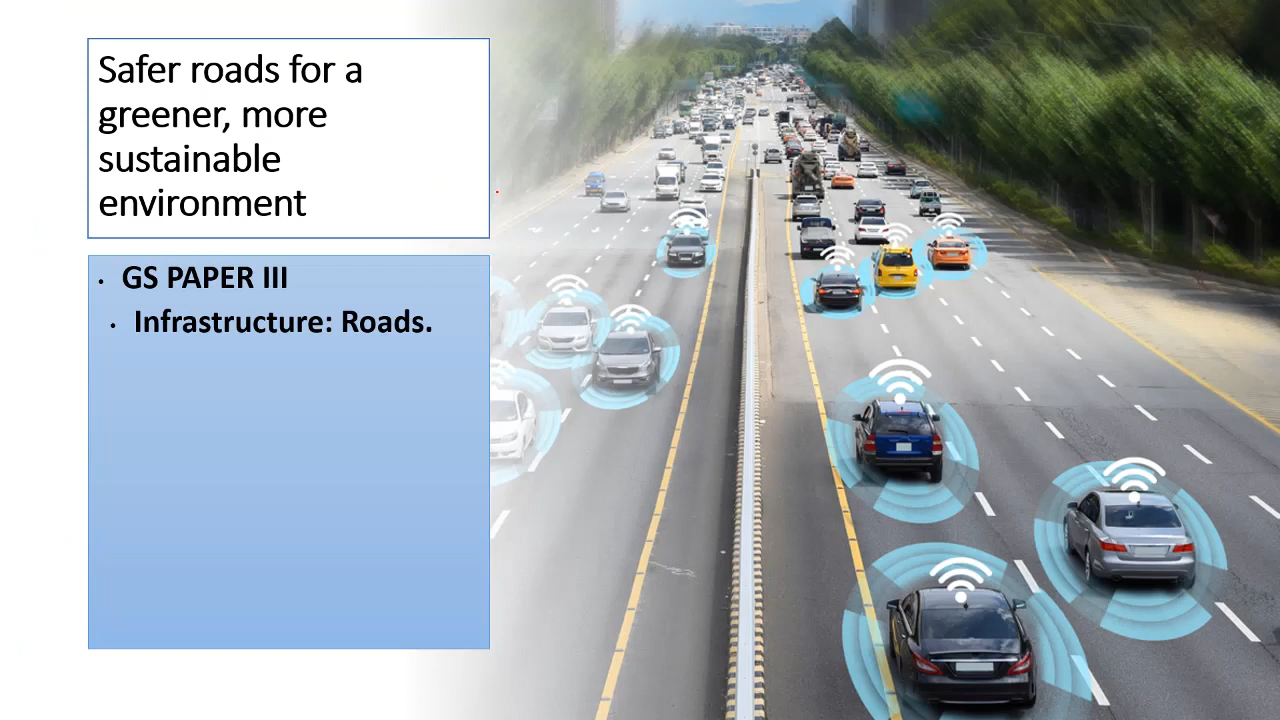 Safer roads for a
greener, more
sustainable
environment
• GS PAPER III
• Infrastructure: Roads.